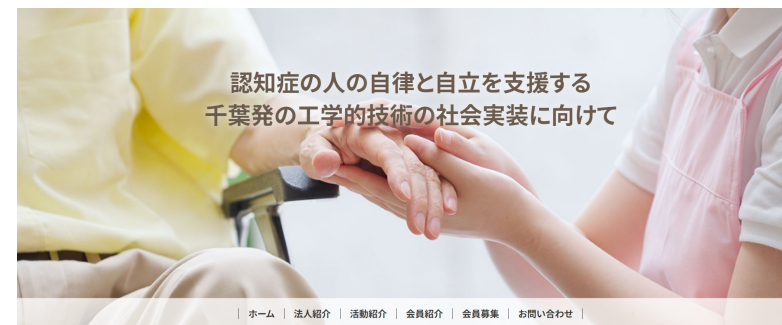 認知症の人の自律と自立を支援する
千葉発の工学的技術の社会実装に向けて
｜ ホーム ｜ 法人紹介 ｜ 活動紹介 ｜ 会員紹介 ｜ 会員募集 ｜ お問い合わせ ｜